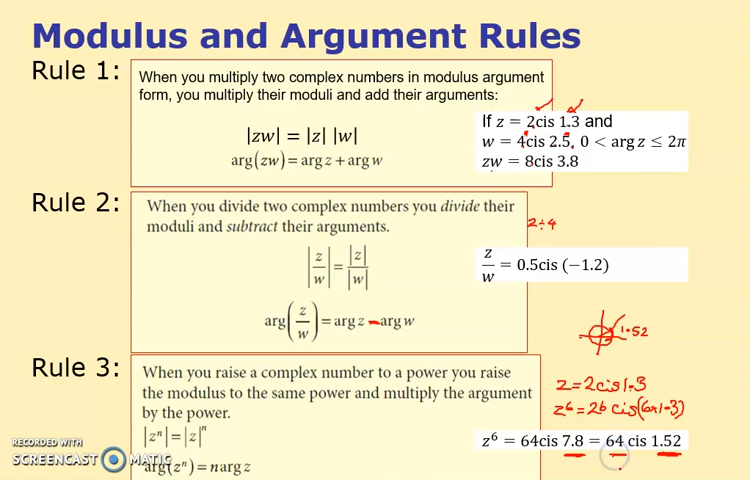 Modulus and Argument Rules
Rule 1:
When you multiply two complex numbers in modulus argument
form, you multiply their moduli and add their arguments:
|zw| = |z| |w|
arg(zw) = arg z + arg w
If z = 2cis 1.3 and
w = 4cis 2.5, 0 < arg z ≤ 2π
zw = 8cis 3.8
Rule 2:
When you divide two complex numbers you divide their
moduli and subtract their arguments.
|z/w| = |z|/|w|
arg(z/w) = arg z - arg w
2 ÷ 4
z/w = 0.5cis (−1.2)
1.52
Rule 3:
When you raise a complex number to a power you raise
the modulus to the same power and multiply the argument
by the power.
|zⁿ| = |z|ⁿ
arg(zⁿ) = n arg z
z = 2cis 1.3
z⁶ = 2⁶ cis(6x1.3)
z⁶ = 64cis 7.8 = 64 cis 1.52
RECORDED WITH
SCREENCAST MATIC